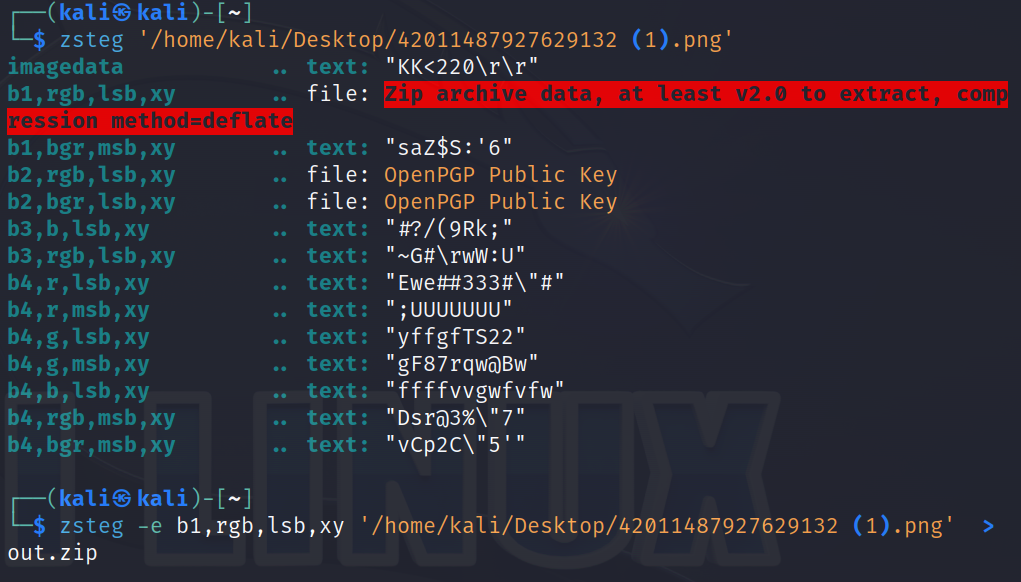 ┌──(kali㉿kali)-[~]
└─$ zsteg '/home/kali/Desktop/42011487927629132 (1).png'
imagedata           .. text: "KK<220\r\r"
b1,rgb,lsb,xy       .. file: Zip archive data, at least v2.0 to extract, comp
ression method=deflate
b1,bgr,msb,xy       .. text: "saZ$S:'6"
b2,rgb,lsb,xy       .. file: OpenPGP Public Key
b2,bgr,lsb,xy       .. file: OpenPGP Public Key
b3,b,lsb,xy         .. text: "#?/(9Rk;"
b3,rgb,lsb,xy       .. text: "~G#\rwW:U"
b4,r,lsb,xy         .. text: "Ewe##333#\"#"
b4,r,msb,xy         .. text: ";UUUUUUU"
b4,g,lsb,xy         .. text: "yffgfTS22"
b4,g,msb,xy         .. text: "gF87rqw@Bw"
b4,b,lsb,xy         .. text: "ffffvvgwfvfw"
b4,rgb,msb,xy       .. text: "Dsr@3%\"7"
b4,bgr,msb,xy       .. text: "vCp2C\"5'"
┌──(kali㉿kali)-[~]
└─$ zsteg -e b1,rgb,lsb,xy '/home/kali/Desktop/42011487927629132 (1).png'  >
out.zip
LINUX